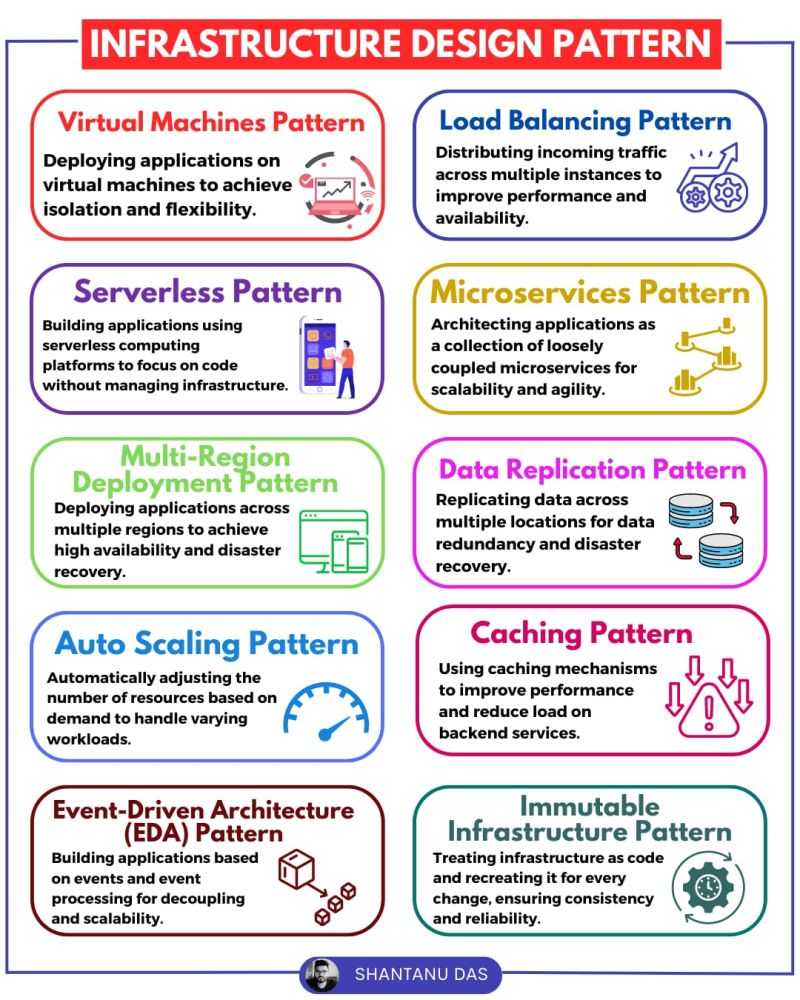 INFRASTRUCTURE DESIGN PATTERN
Virtual Machines Pattern
Deploying applications on
virtual machines to achieve
isolation and flexibility.
Load Balancing Pattern
Distributing incoming traffic
across multiple instances to
improve performance and
availability.
Serverless Pattern
Building applications using
serverless computing
platforms to focus on code
without managing infrastructure.
Microservices Pattern
Architecting applications as
a collection of loosely
coupled microservices for
scalability and agility.
Multi-Region
Deployment Pattern
Deploying applications across
multiple regions to achieve
high availability and disaster
recovery.
Data Replication Pattern
Replicating data across
multiple locations for data
redundancy and disaster
recovery.
Auto Scaling Pattern
Automatically adjusting the
number of resources based on
demand to handle varying
workloads.
Caching Pattern
Using caching mechanisms
to improve performance
and reduce load on
backend services.
Event-Driven Architecture
(EDA) Pattern
Building applications based
on events and event
processing for decoupling
and scalability.
Immutable
Infrastructure Pattern
Treating infrastructure as code
and recreating it for every
change, ensuring consistency
and reliability.
SHANTANU DAS